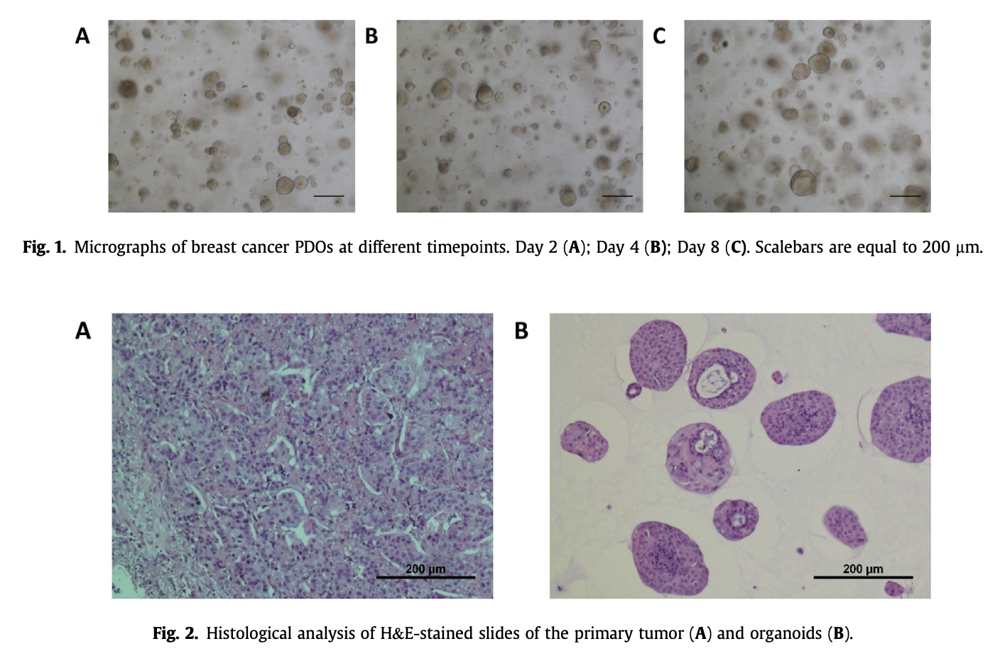 A B C
Fig. 1. Micrographs of breast cancer PDOs at different timepoints. Day 2 (A); Day 4 (B); Day 8 (C). Scalebars are equal to 200 μm.
A B
200 μm 200 μm
Fig. 2. Histological analysis of H&E-stained slides of the primary tumor (A) and organoids (B).